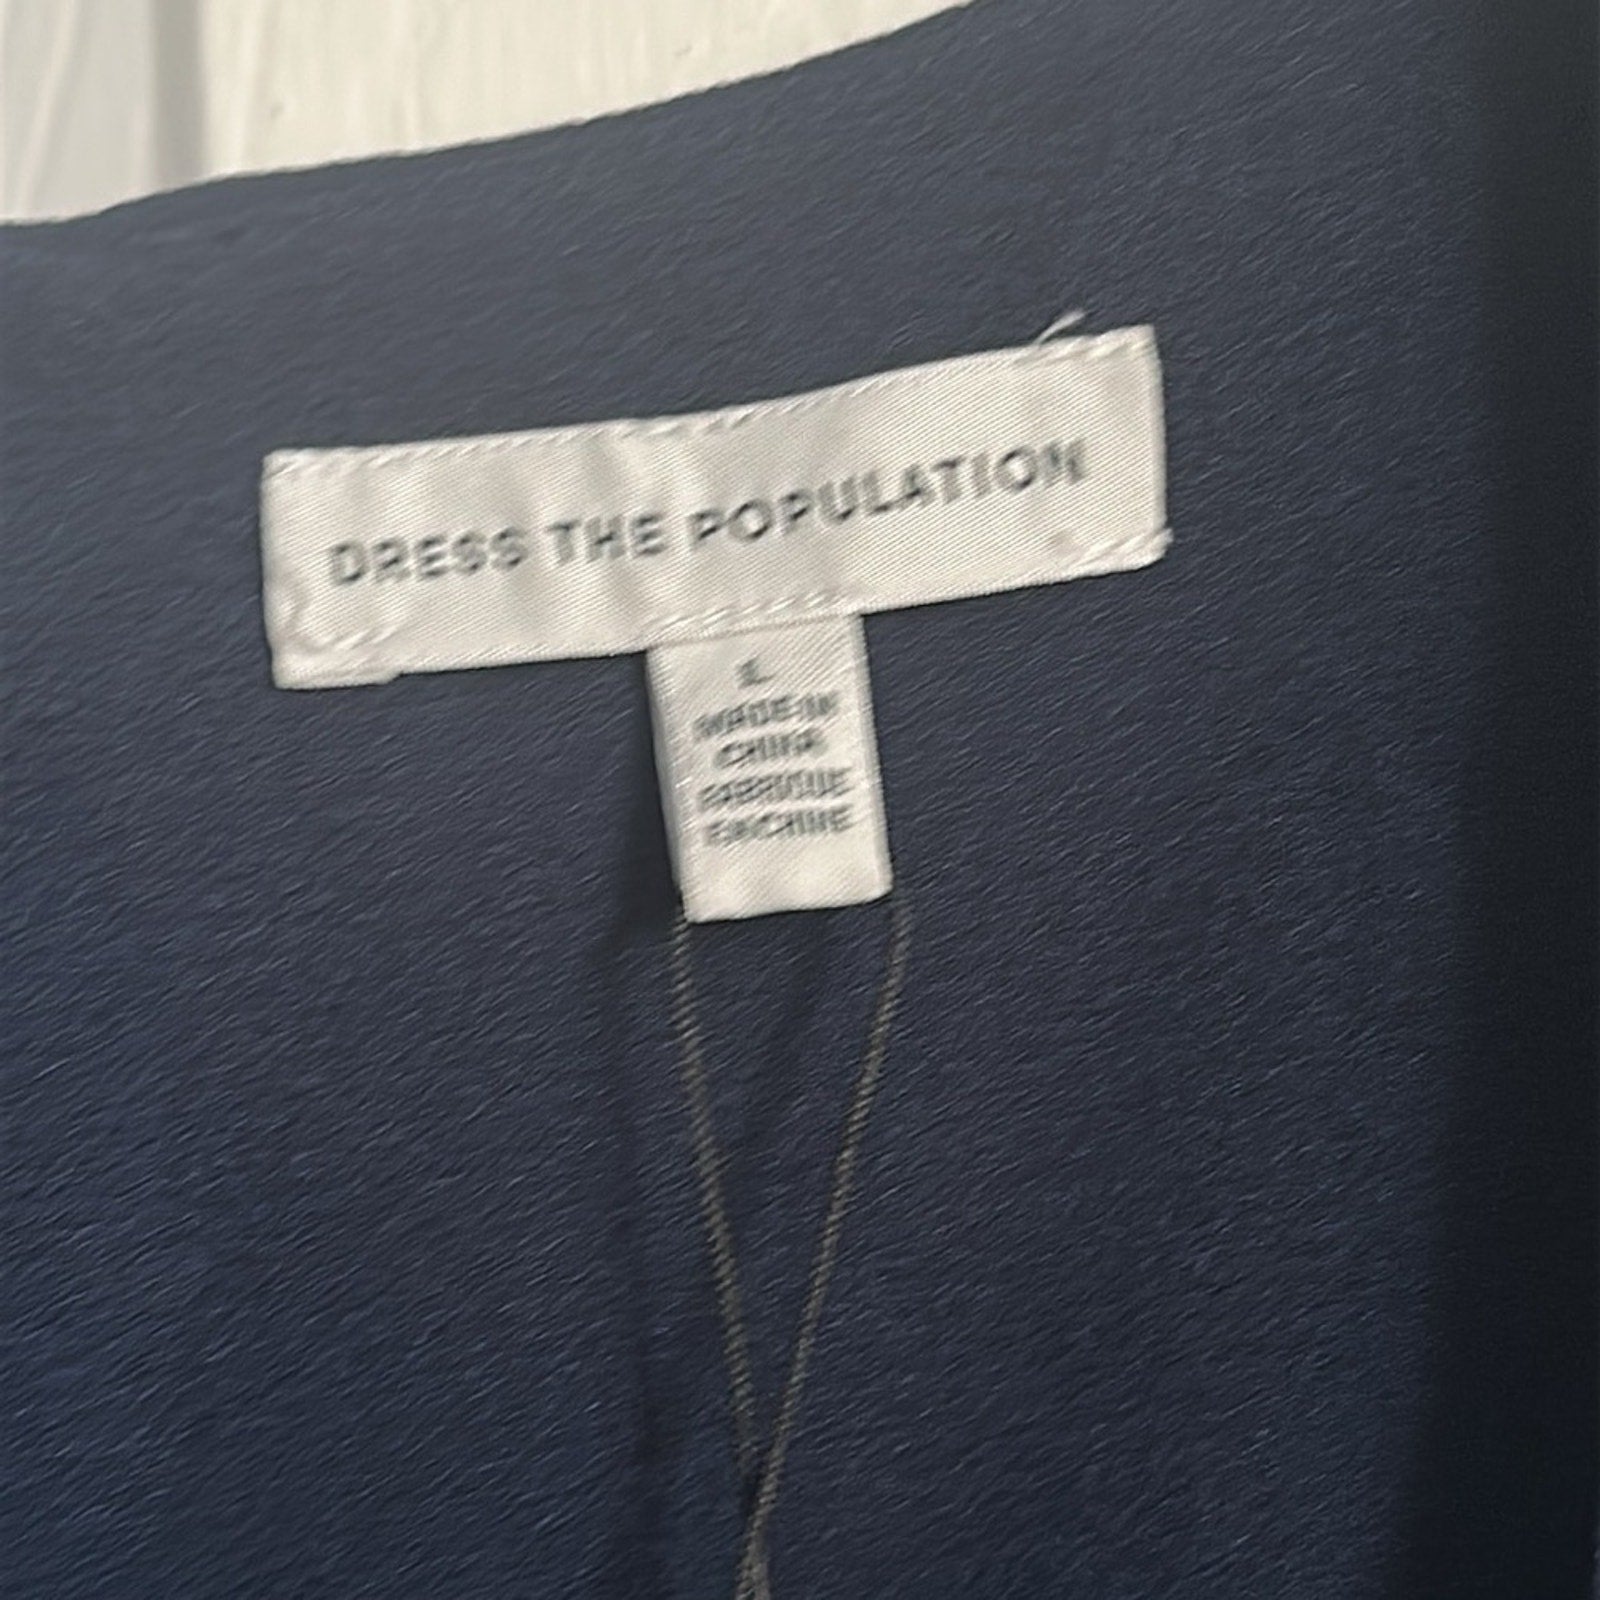 DRESS THE POPULATION
L
MADE IN
CHINA
FABRIQUE
EN CHINE